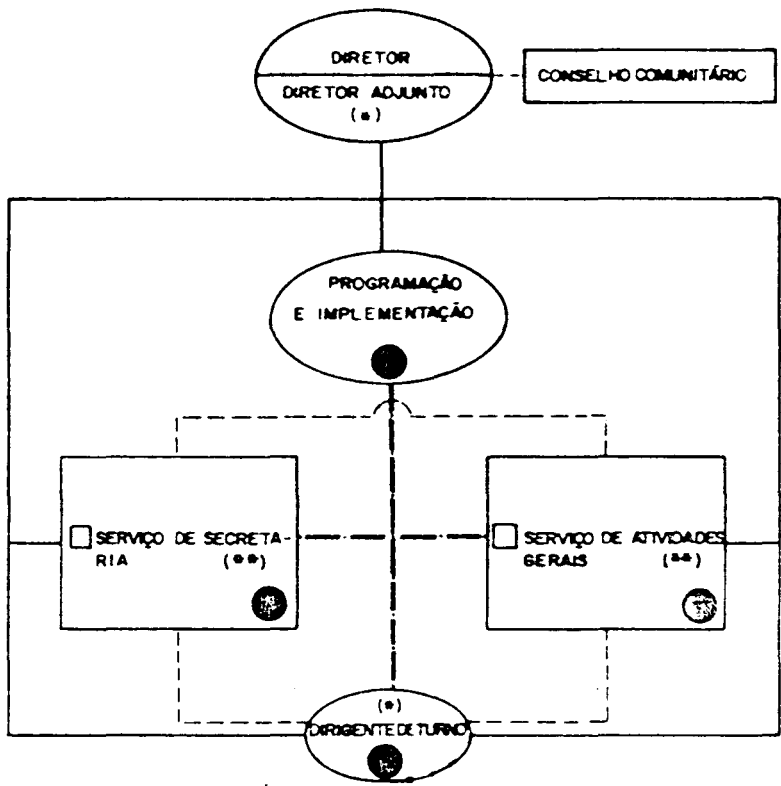 DIRETOR
DIRETOR ADJUNTO
(*)
CONSELHO COMUNITÁRIO
PROGRAMAÇÃO
E IMPLEMENTAÇÃO
SERVIÇO DE SECRETA-
RIA (**)
SERVIÇO DE ATIVIDADES
GERAIS (**)
(*)
DIRIGENTE DE TURNO